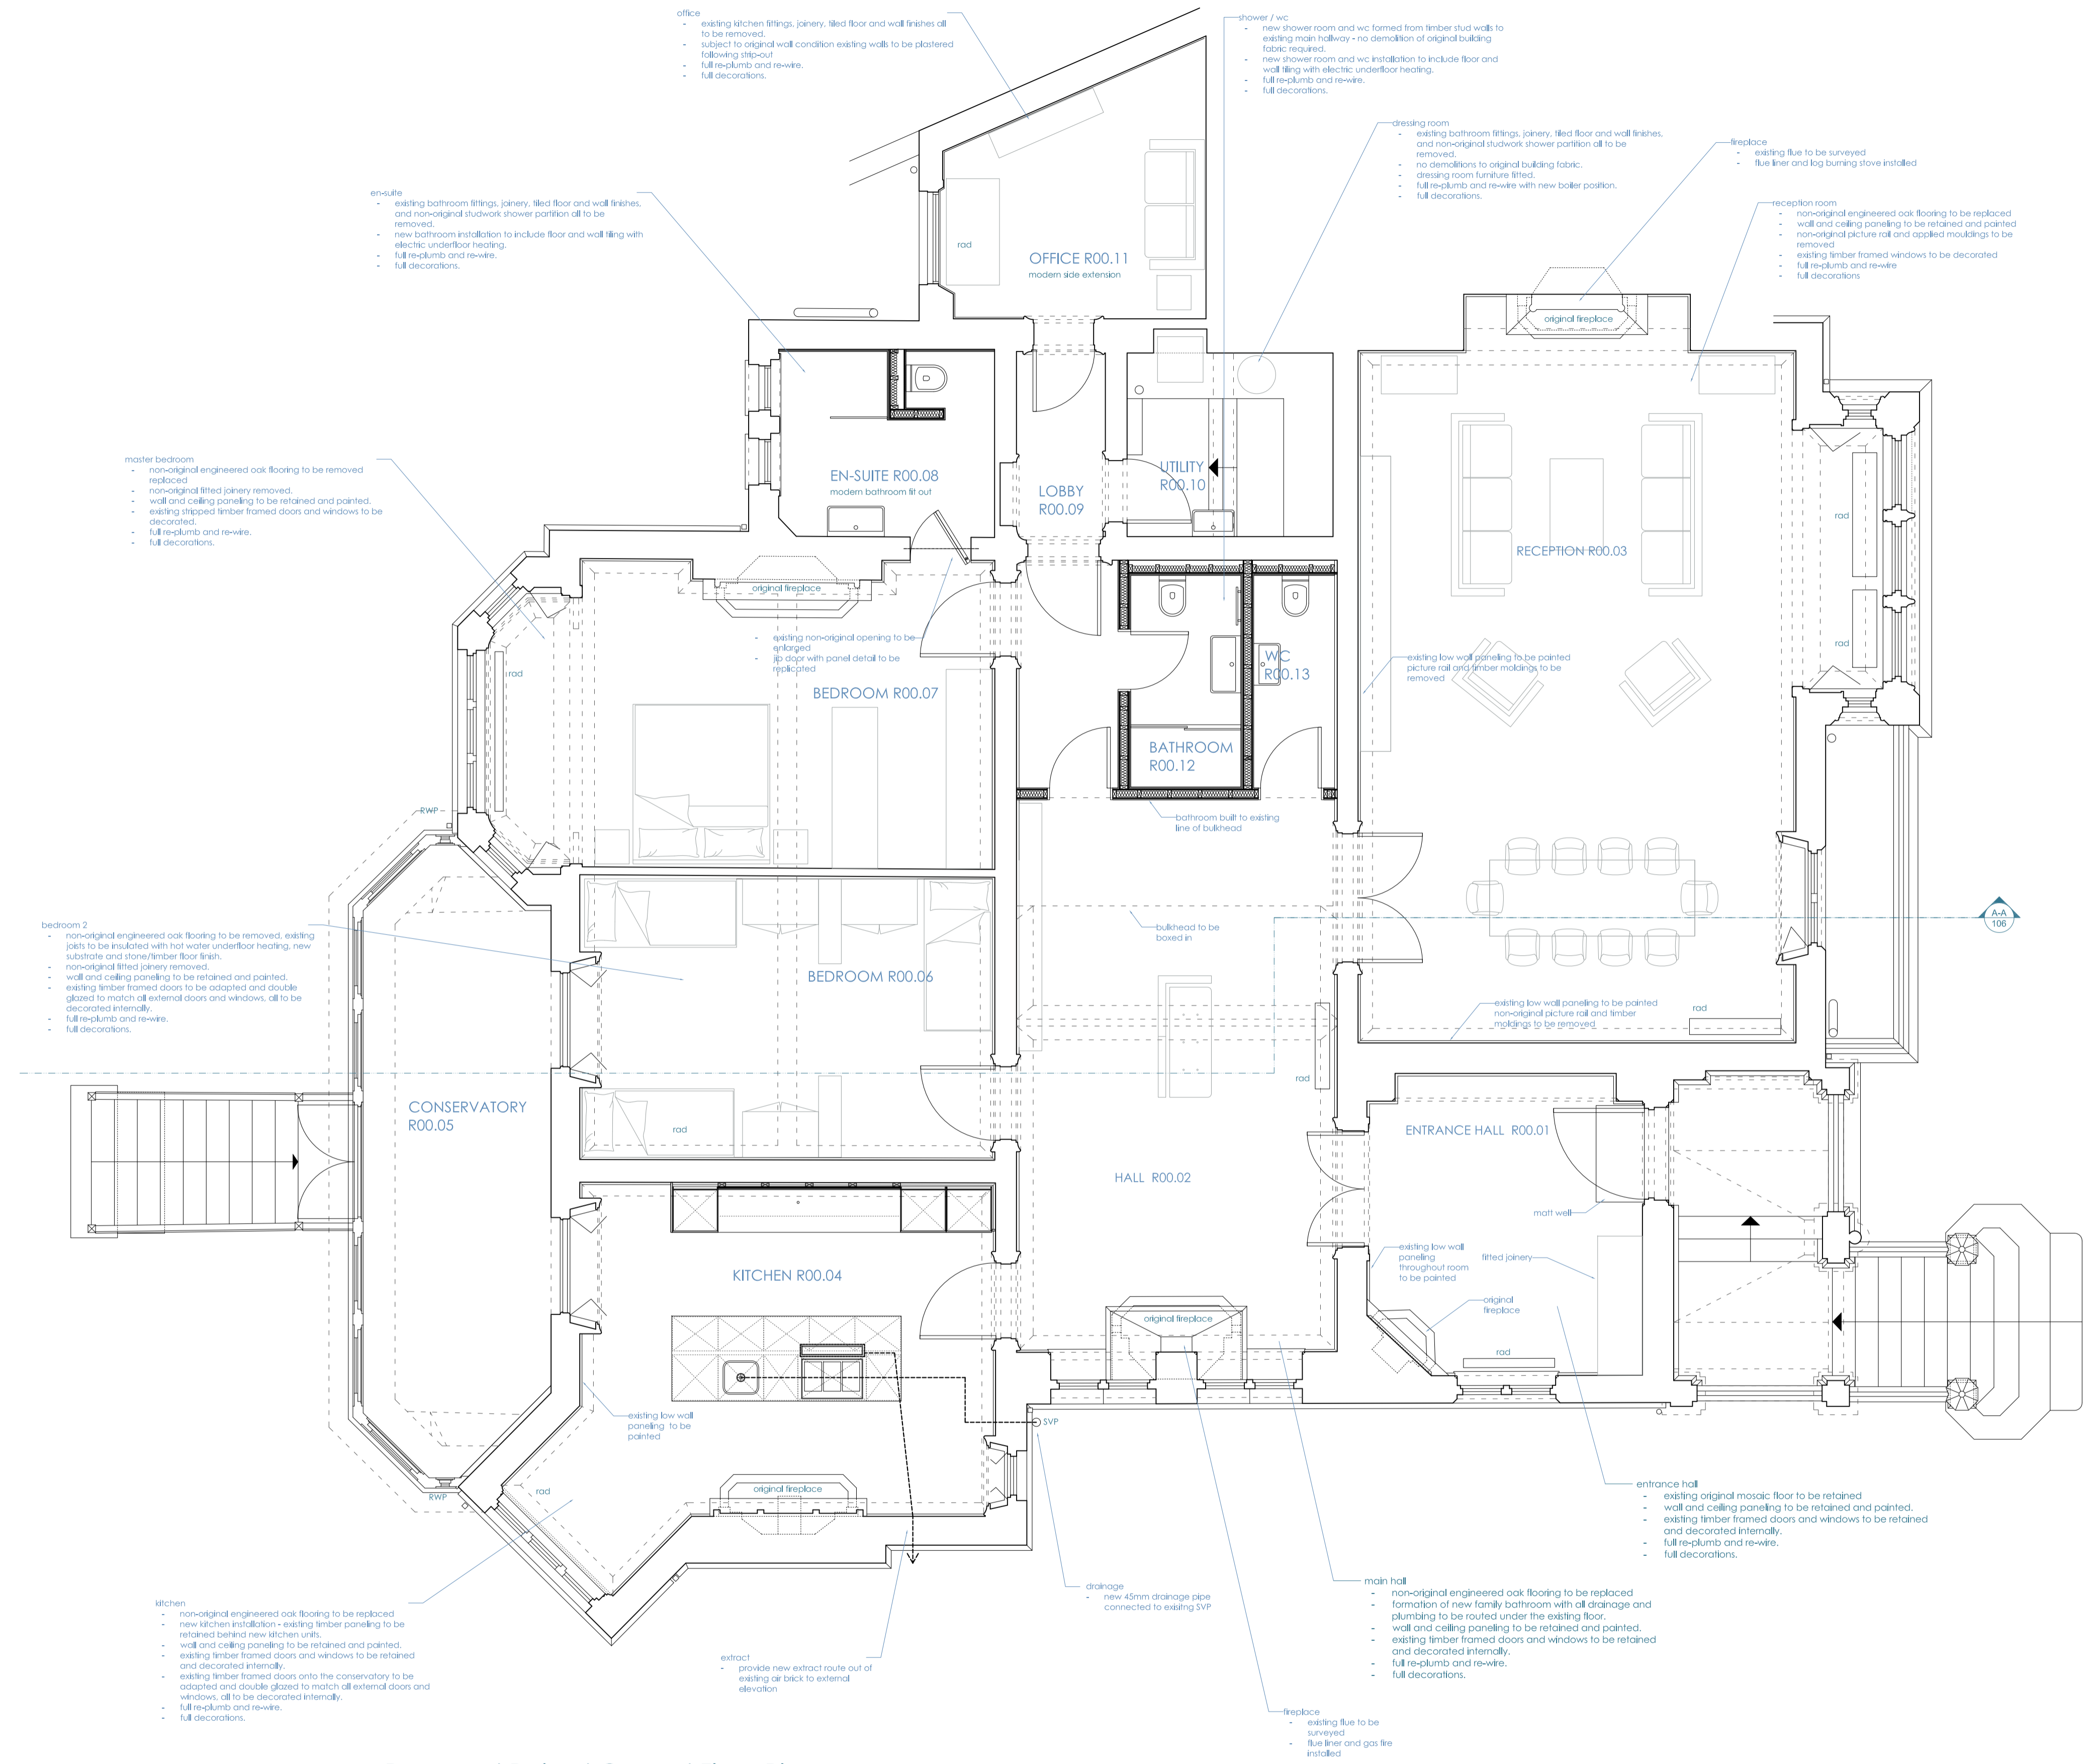 office
- existing kitchen fittings, joinery, tiled floor and wall finishes all
to be removed.
- subject to original wall condition existing walls to be plastered
following strip-out
- full re-plumb and re-wire.
- full decorations.
shower / wc
- new shower room and wc formed from timber stud walls to
existing main hallway - no demolition of original building
fabric required.
- new shower room and wc installation to include floor and
wall tiling with electric underfloor heating.
- full re-plumb and re-wire.
- full decorations.
dressing room
- existing bathroom fittings, joinery, tiled floor and wall finishes,
and non-original studwork shower partition all to be
removed.
- no demolitions to original building fabric.
- dressing room furniture fitted.
- full re-plumb and re-wire with new boiler position.
- full decorations.
fireplace
- existing flue to be surveyed
- flue liner and log burning stove installed
en-suite
- existing bathroom fittings, joinery, tiled floor and wall finishes,
and non-original studwork shower partition all to be
removed.
- new bathroom installation to include floor and wall tiling with
electric underfloor heating.
- full re-plumb and re-wire.
- full decorations.
reception room
- non-original engineered oak flooring to be replaced
- wall and ceiling paneling to be retained and painted
- non-original picture rail and applied mouldings to be
removed
- existing timber framed windows to be decorated
- full re-plumb and re-wire
- full decorations
rad
OFFICE R00.11
modern side extension
original fireplace
master bedroom
- non-original engineered oak flooring to be removed
replaced
- non-original fitted joinery removed.
- wall and ceiling paneling to be retained and painted.
- existing stripped timber framed doors and windows to be
decorated.
- full re-plumb and re-wire.
- full decorations.
EN-SUITE R00.08
modern bathroom fit out
LOBBY
R00.09
UTILITY
R00.10
rad
RECEPTION R00.03
original fireplace
- existing non-original opening to be
enlarged
- jib door with panel detail to be
replicated
rad
BEDROOM R00.07
WC
R00.13
existing low wall paneling to be painted
picture rail and timber moldings to be
removed
rad
BATHROOM
R00.12
RWP
bathroom built to existing
line of bulkhead
bedroom 2
- non-original engineered oak flooring to be removed, existing
joists to be insulated with hot water underfloor heating, new
substrate and stone/timber floor finish.
- non-original fitted joinery removed.
- wall and ceiling paneling to be retained and painted.
- existing timber framed doors to be adapted and double
glazed to match all external doors and windows, all to be
decorated internally.
- full re-plumb and re-wire.
- full decorations.
bulkhead to be
boxed in
A-A
106
BEDROOM R00.06
existing low wall paneling to be painted
non-original picture rail and timber
moldings to be removed
rad
rad
CONSERVATORY
R00.05
rad
ENTRANCE HALL R00.01
HALL R00.02
matt well
existing low wall
paneling
throughout room
to be painted
fitted joinery
KITCHEN R00.04
original
fireplace
original fireplace
rad
existing low wall
paneling to be
painted
SVP
RWP
rad
original fireplace
entrance hall
- existing original mosaic floor to be retained
- wall and ceiling paneling to be retained and painted.
- existing timber framed doors and windows to be retained
and decorated internally.
- full re-plumb and re-wire.
- full decorations.
main hall
- non-original engineered oak flooring to be replaced
- formation of new family bathroom with all drainage and
plumbing to be routed under the existing floor.
- wall and ceiling paneling to be retained and painted.
- existing timber framed doors and windows to be retained
and decorated internally.
- full re-plumb and re-wire.
- full decorations.
drainage
- new 45mm drainage pipe
connected to exisitng SVP
kitchen
- non-original engineered oak flooring to be replaced
- new kitchen installation - existing timber paneling to be
retained behind new kitchen units.
- wall and ceiling paneling to be retained and painted.
- existing timber framed doors and windows to be retained
and decorated internally.
- existing timber framed doors onto the conservatory to be
adapted and double glazed to match all external doors and
windows, all to be decorated internally.
- full re-plumb and re-wire.
- full decorations.
extract
- provide new extract route out of
existing air brick to external
elevation
fireplace
- existing flue to be
surveyed
- flue liner and gas fire
installed